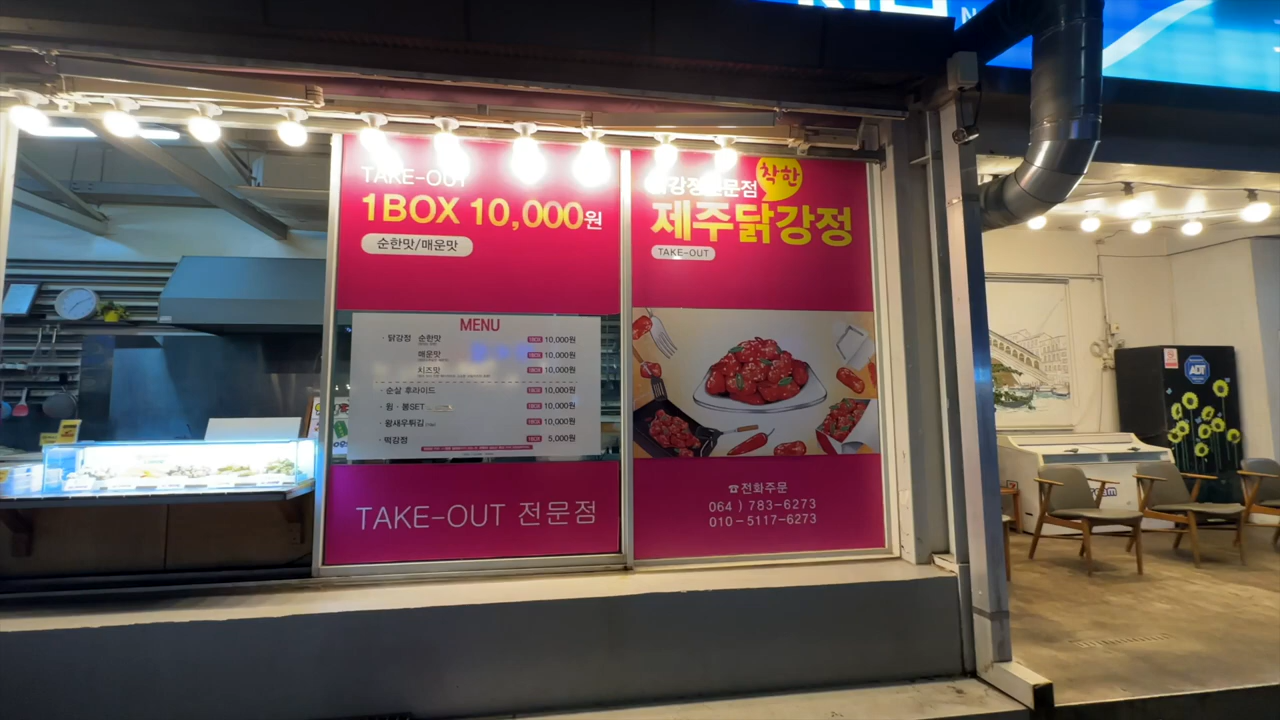 TAKE-OUT
1BOX 10,000원
순한맛/매운맛
MENU
· 닭강정 순한맛 1BOX 10,000원
매운맛 1BOX 10,000원
치즈맛 1BOX 10,000원
· 순살 후라이드 1BOX 10,000원
· 윙 · 봉SET 1BOX 10,000원
· 왕새우튀김 1BOX 10,000원
· 떡강정 1BOX 5,000원
TAKE-OUT 전문점
착한
제주닭강정
TAKE-OUT
☎전화주문
064 ) 783-6273
010-5117-6273
ADT